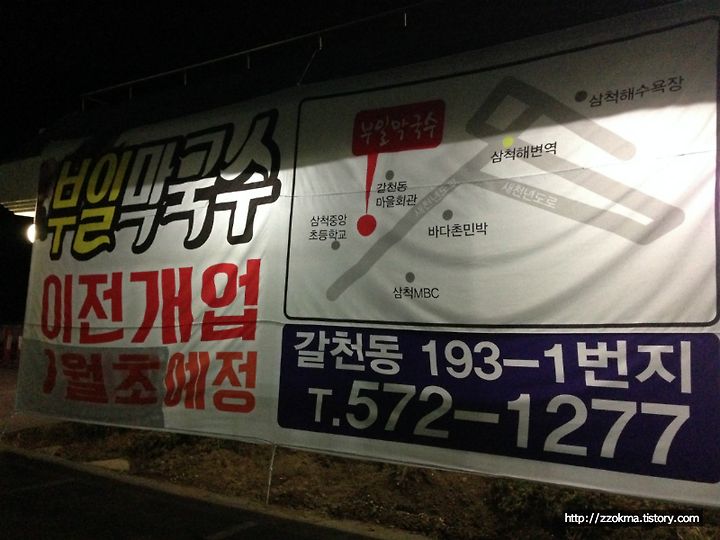 부일막국수
이전개업
월초예정
부일막국수
삼척해수욕장
삼척해변역
갈천동
마을회관
새천년도로
삼척중앙
초등학교
바다촌민박
삼척MBC
갈천동 193-1번지
T.572-1277
http://zzokma.tistory.com